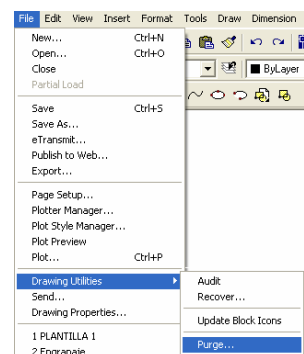 File Edit View Insert Format Tools Draw Dimension
New... Ctrl+N
Open... Ctrl+O
Close
Partial Load
ByLayer
Save Ctrl+S
Save As...
eTransmit...
Publish to Web...
Export...
Page Setup...
Plotter Manager...
Plot Style Manager...
Plot Preview
Plot... Ctrl+P
Drawing Utilities
Audit
Send...
Recover...
Drawing Properties...
Update Block Icons
1 PLANTILLA 1
Purge...
2 Engranaje